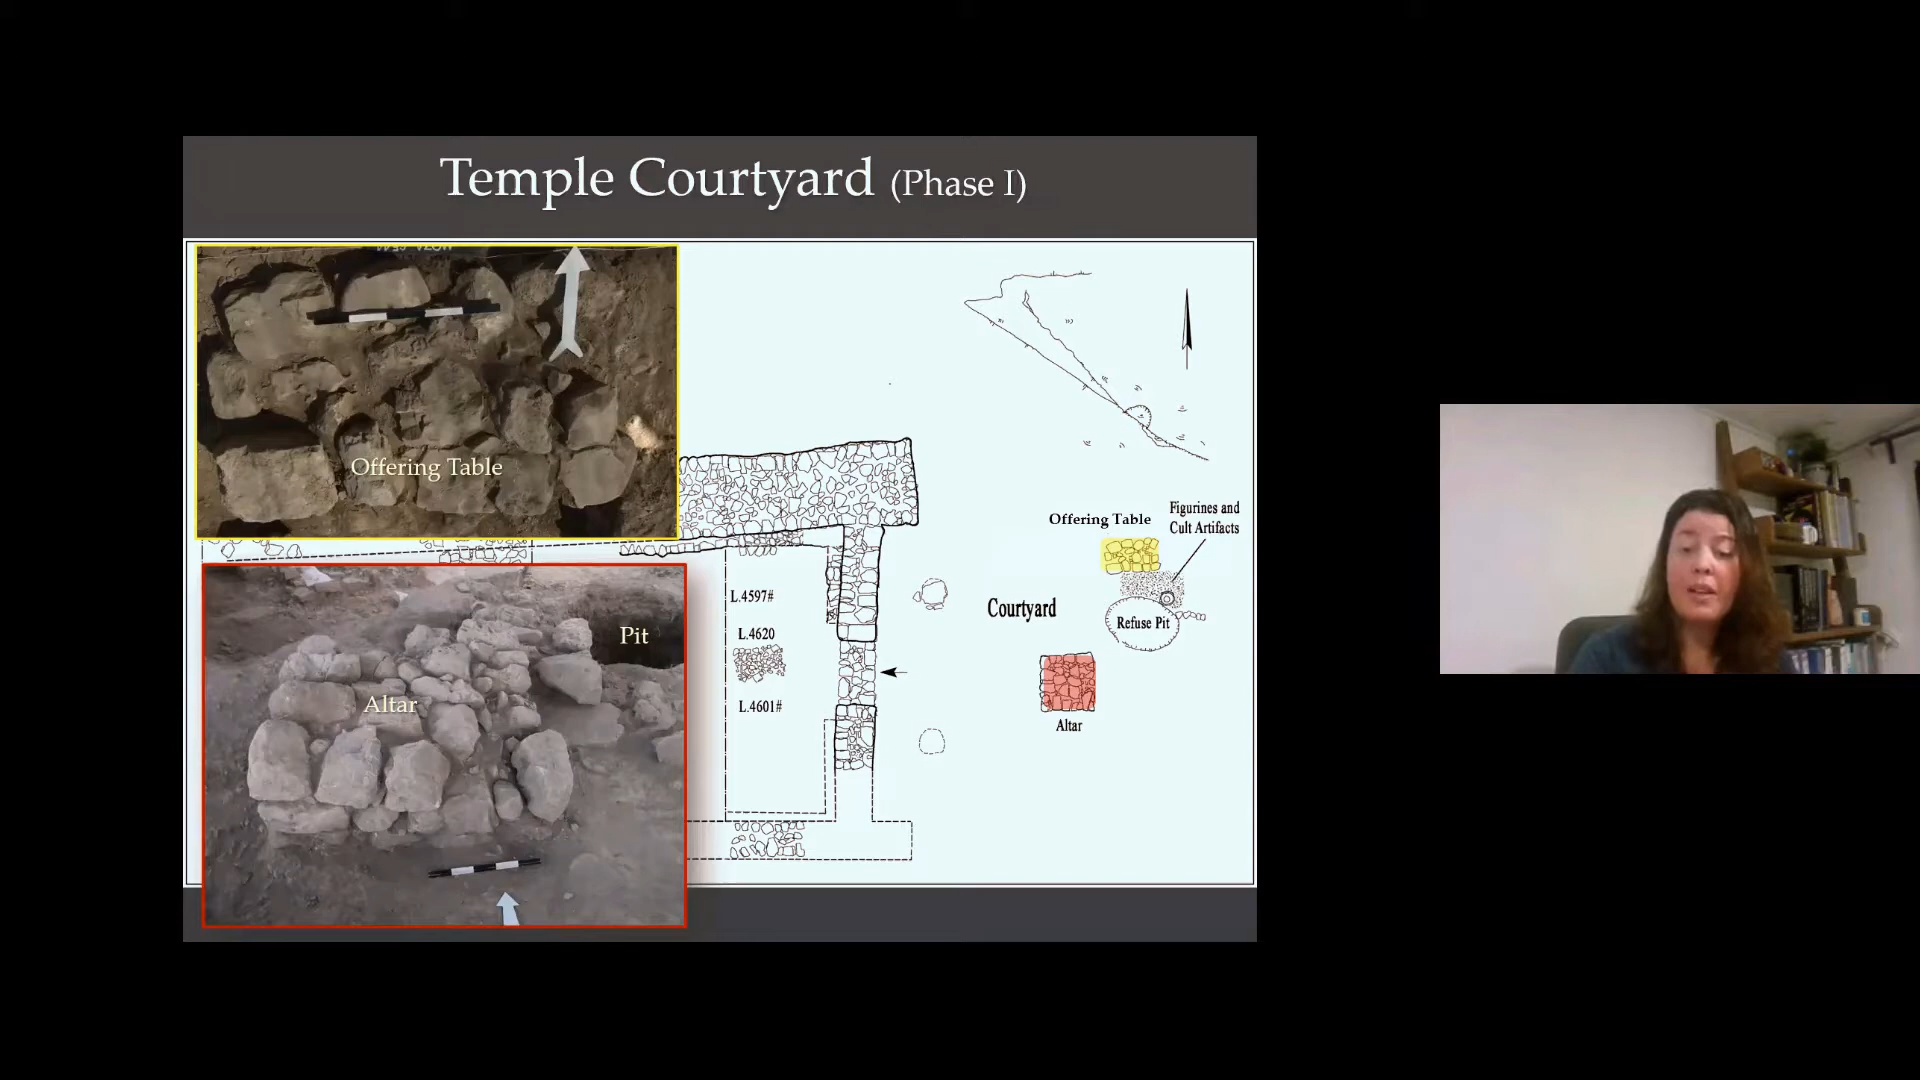 Temple Courtyard (Phase I)
Offering Table
Pit
Altar
L.4597#
L.4620
L.4601#
Courtyard
Offering Table
Figurines and
Cult Artifacts
Refuse Pit
Altar